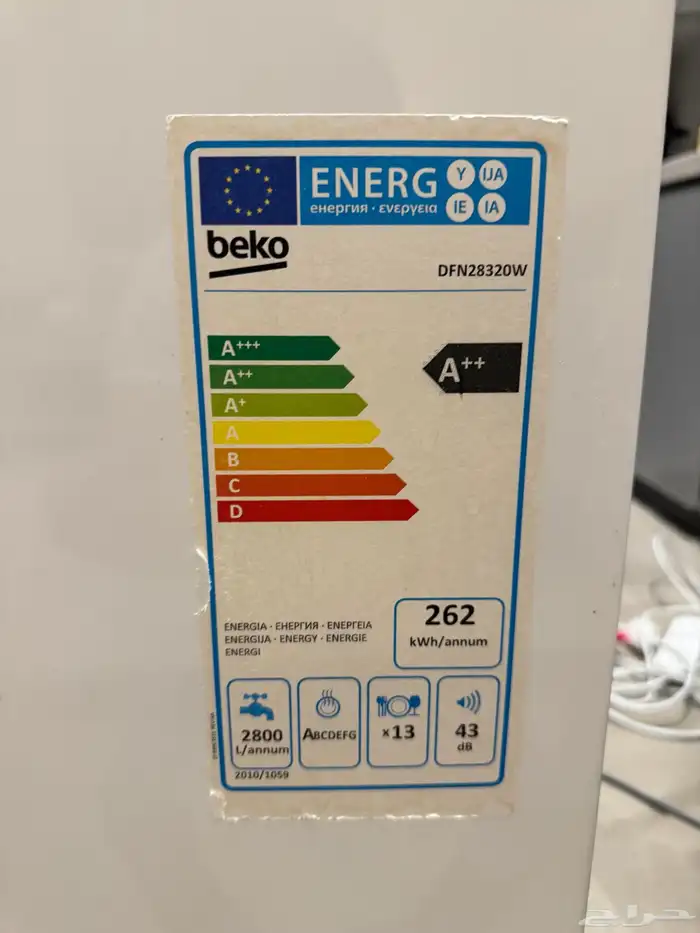 ENERG Y IJA
енергия · ενεργεια IE IA
beko
DFN28320W
A+++
A++
A++
A+
A
B
C
D
ENERGIA · ЕНЕРГИЯ · ΕΝΕΡΓΕΙΑ
ENERGIJA · ENERGY · ENERGIE
ENERGI
262
kWh/annum
2800
L/annum
ABCDEFG
x13
43
dB
2010/1059
حراج